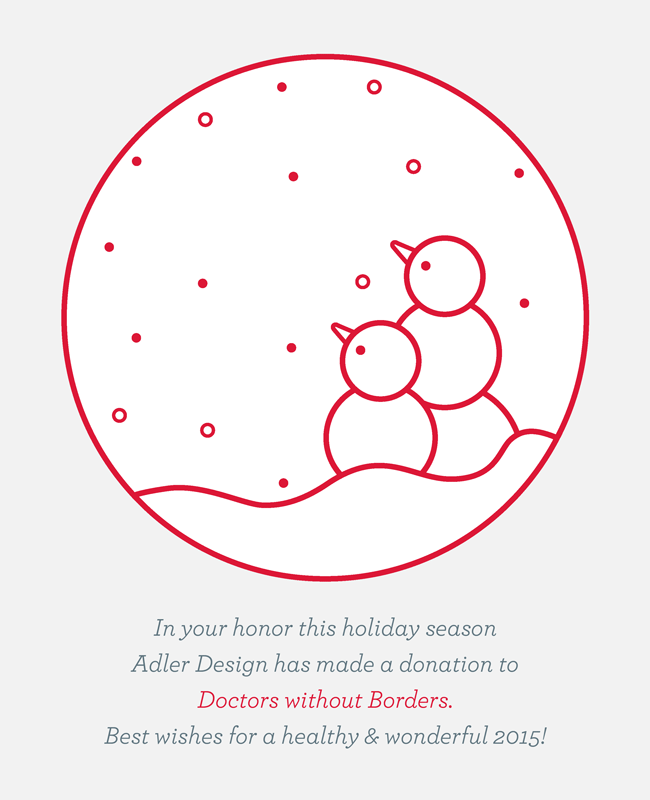 In your honor this holiday season
Adler Design has made a donation to
Doctors without Borders.
Best wishes for a healthy & wonderful 2015!